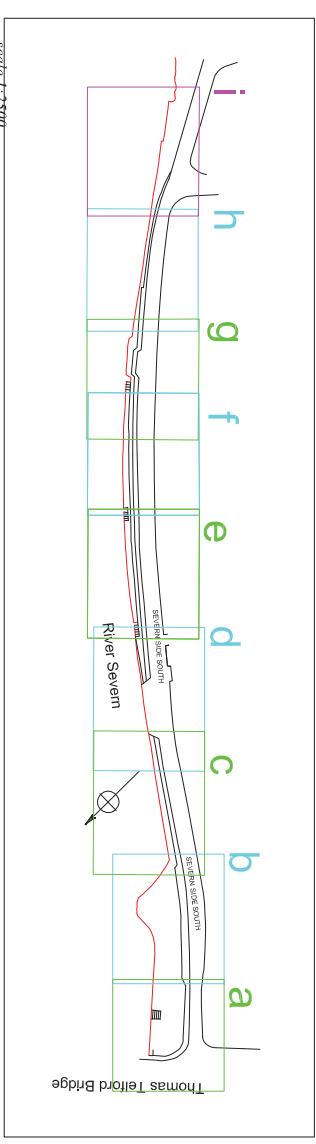 scale 1:2500
i
h
g
f
e
d
c
b
a
SEVERN SIDE SOUTH
River Severn
SEVERN SIDE SOUTH
Thomas Telford Bridge